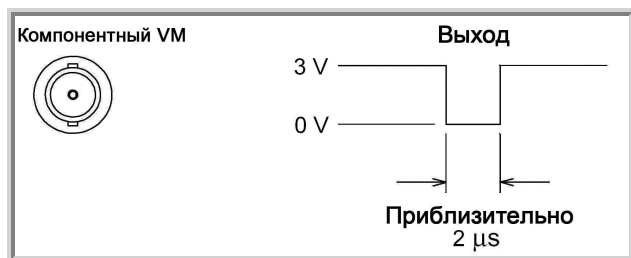 Компонентный VM
Выход
3 V
0 V
Приблизительно
2 μs